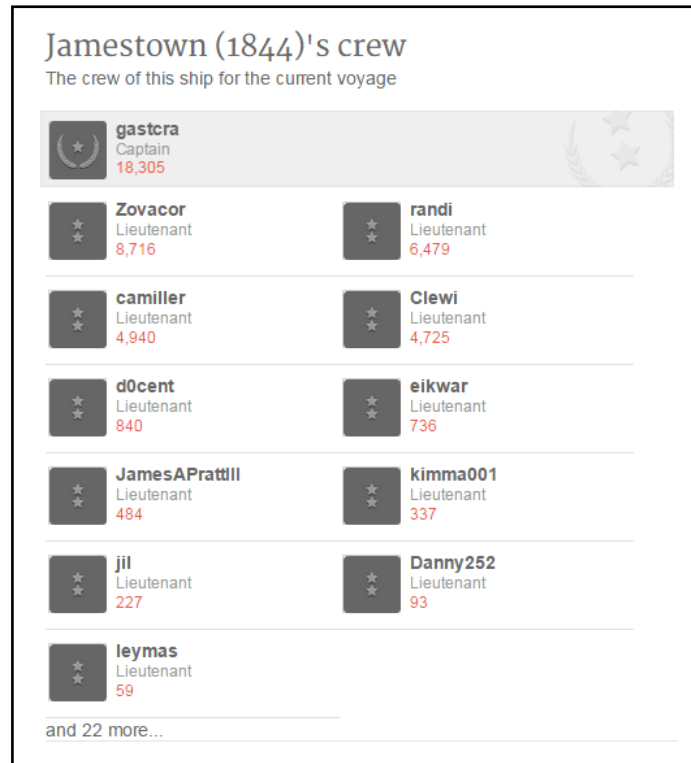 Jamestown (1844)'s crew
The crew of this ship for the current voyage
gastcra
Captain
18,305
Zovacor
Lieutenant
8,716
randi
Lieutenant
6,479
camiller
Lieutenant
4,940
Clewi
Lieutenant
4,725
d0cent
Lieutenant
840
eikwar
Lieutenant
736
JamesAPrattIII
Lieutenant
484
kimma001
Lieutenant
337
jil
Lieutenant
227
Danny252
Lieutenant
93
leymas
Lieutenant
59
and 22 more...